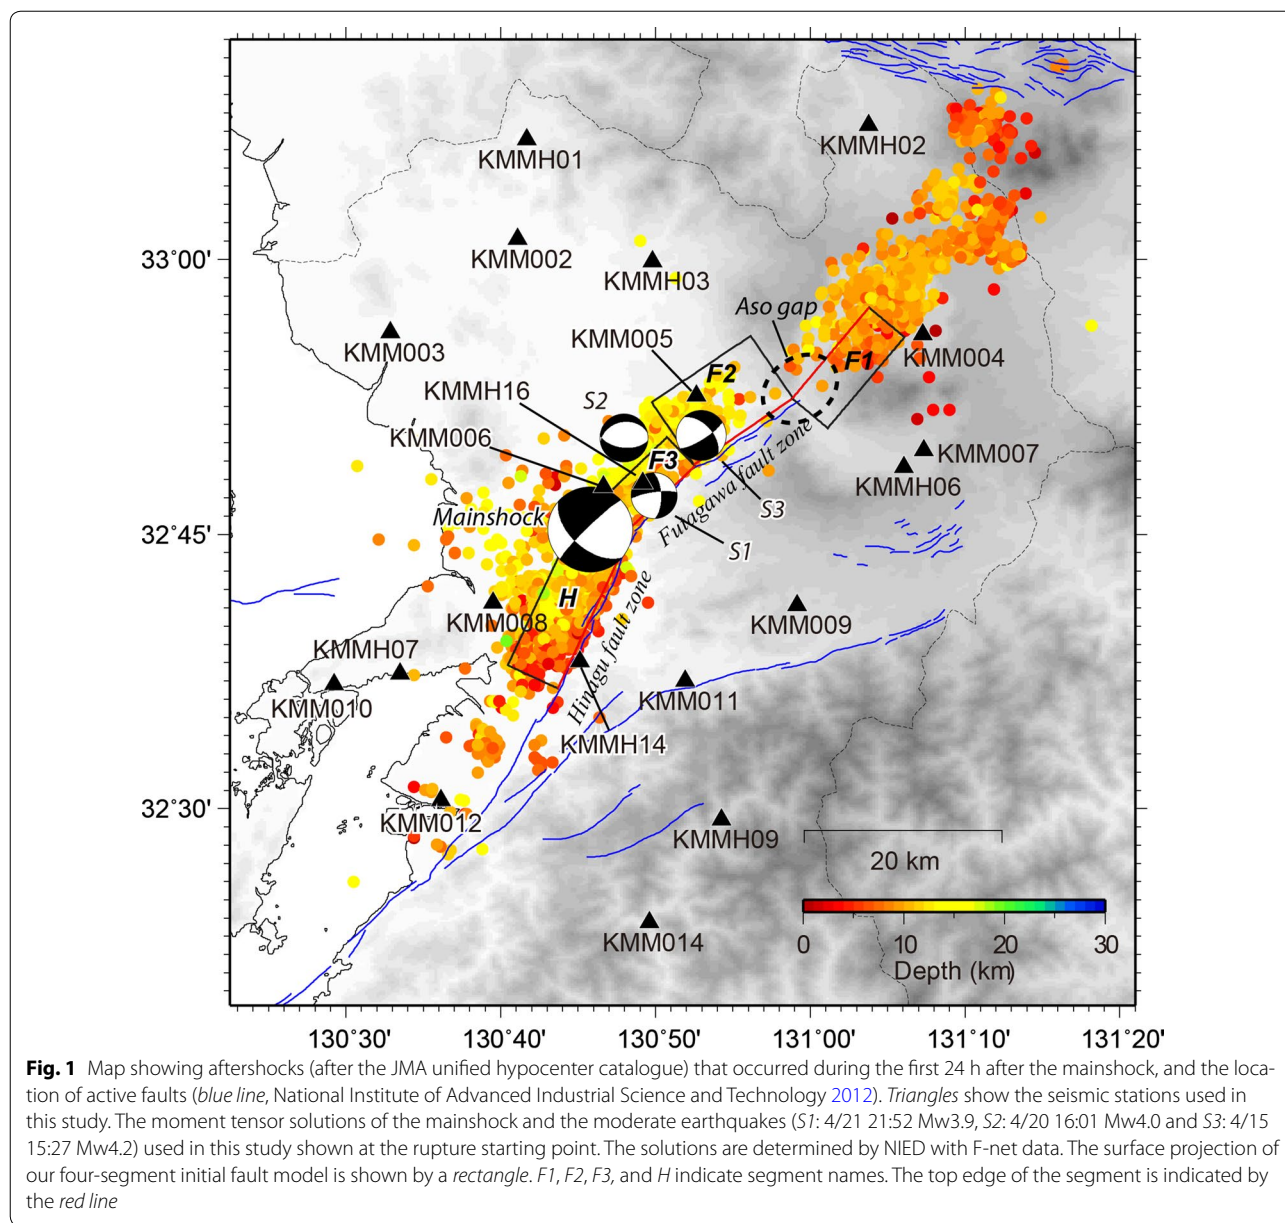 KMMH01
KMMH02
KMM002
33°00'
KMMH03
Aso gap
KMM003
KMM005
KMM004
F1
F2
KMMH16
S2
KMM006
F3
KMM007
KMMH06
Mainshock
Futagawa fault zone
S3
32°45'
S1
H
KMM008
KMM009
KMMH07
Hinagu fault zone
KMM010
KMM011
KMMH14
32°30'
KMM012
KMMH09
20 km
0 10 20 30
Depth (km)
KMM014
130°30' 130°40' 130°50' 131°00' 131°10' 131°20'
Fig. 1 Map showing aftershocks (after the JMA unified hypocenter catalogue) that occurred during the first 24 h after the mainshock, and the loca-
tion of active faults (blue line, National Institute of Advanced Industrial Science and Technology 2012). Triangles show the seismic stations used in
this study. The moment tensor solutions of the mainshock and the moderate earthquakes (S1: 4/21 21:52 Mw3.9, S2: 4/20 16:01 Mw4.0 and S3: 4/15
15:27 Mw4.2) used in this study shown at the rupture starting point. The solutions are determined by NIED with F-net data. The surface projection of
our four-segment initial fault model is shown by a rectangle. F1, F2, F3, and H indicate segment names. The top edge of the segment is indicated by
the red line